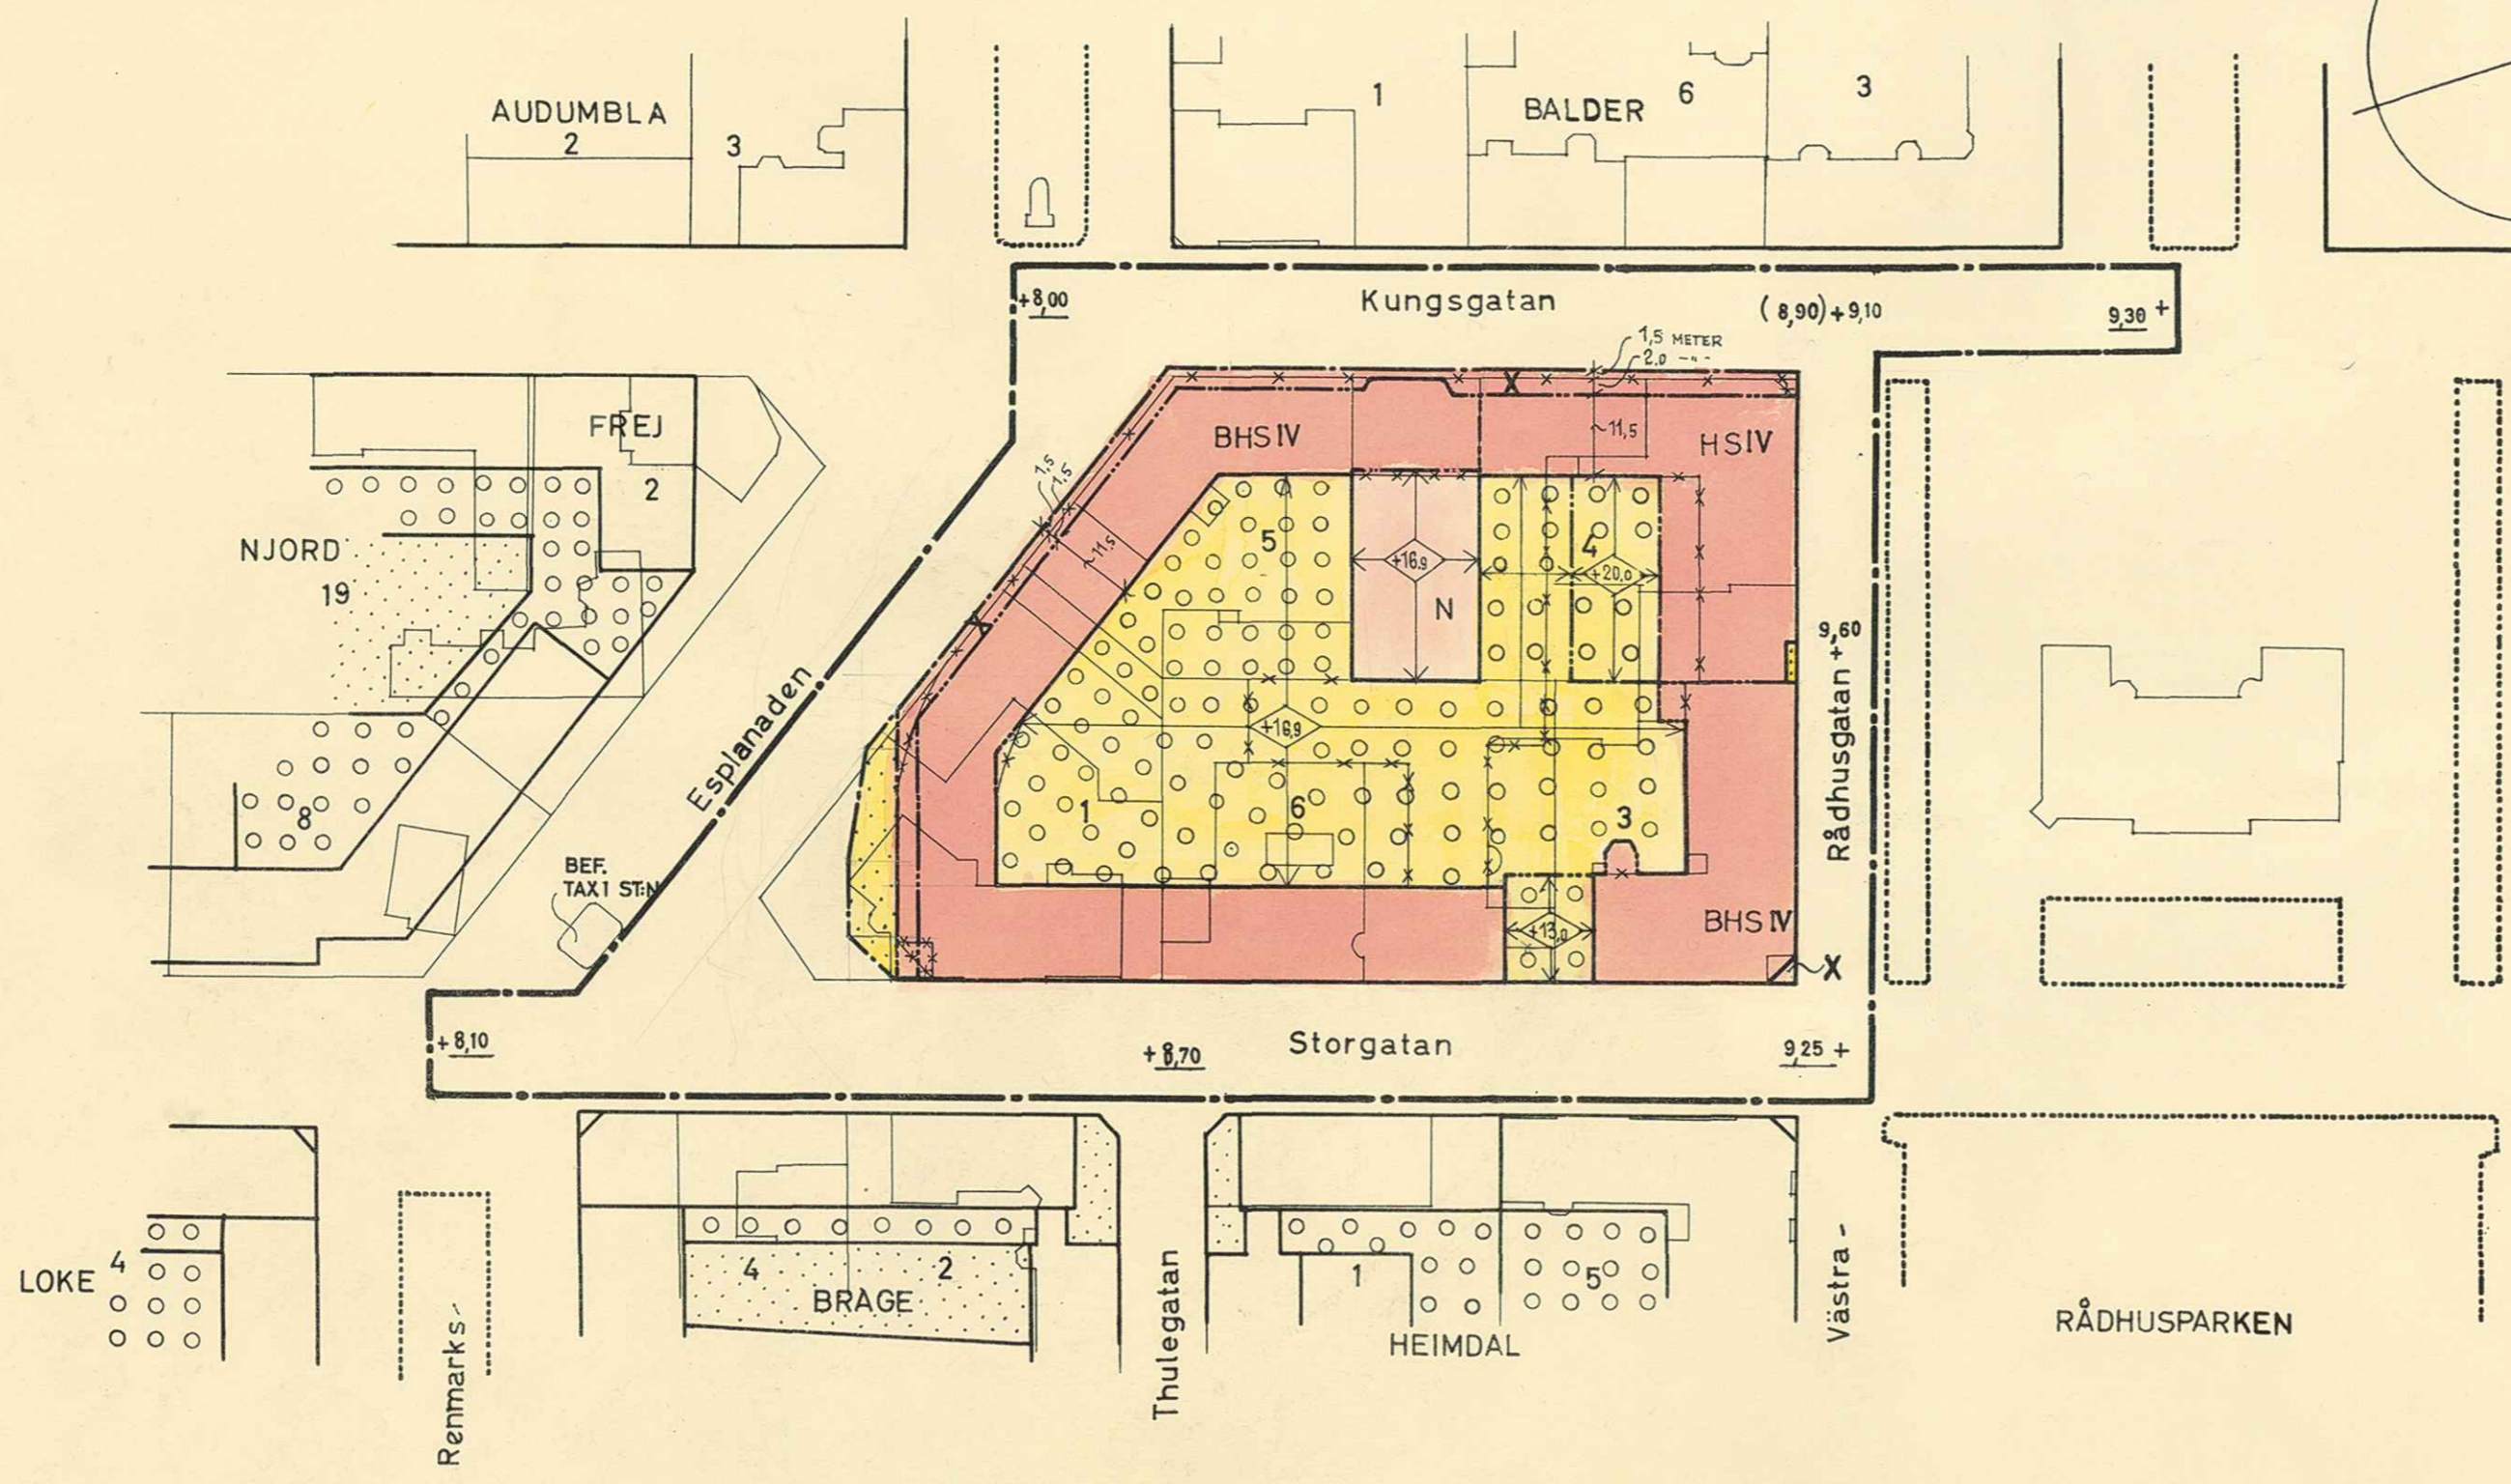 AUDUMBLA
2
3
1
BALDER
6
3
+8,00
Kungsgatan
(8,90)+9,10
9,30 +
1,5 METER
2.0 -"-
FREJ
2
BHS IV
~11,5
HS IV
1,5
1,5
NJORD
19
~11,5
5
+16.9
N
4
+20,0
9,60
+
Esplanaden
+16,9
Rådhusgatan
8
1
6
3
BEF.
TAXI ST:N
+13,0
BHS IV
X
X
X
+8,10
+8,70
Storgatan
9,25 +
LOKE
4
4
2
BRAGE
1
5
HEIMDAL
Renmarks-
Thulegatan
Västra -
RÅDHUSPARKEN